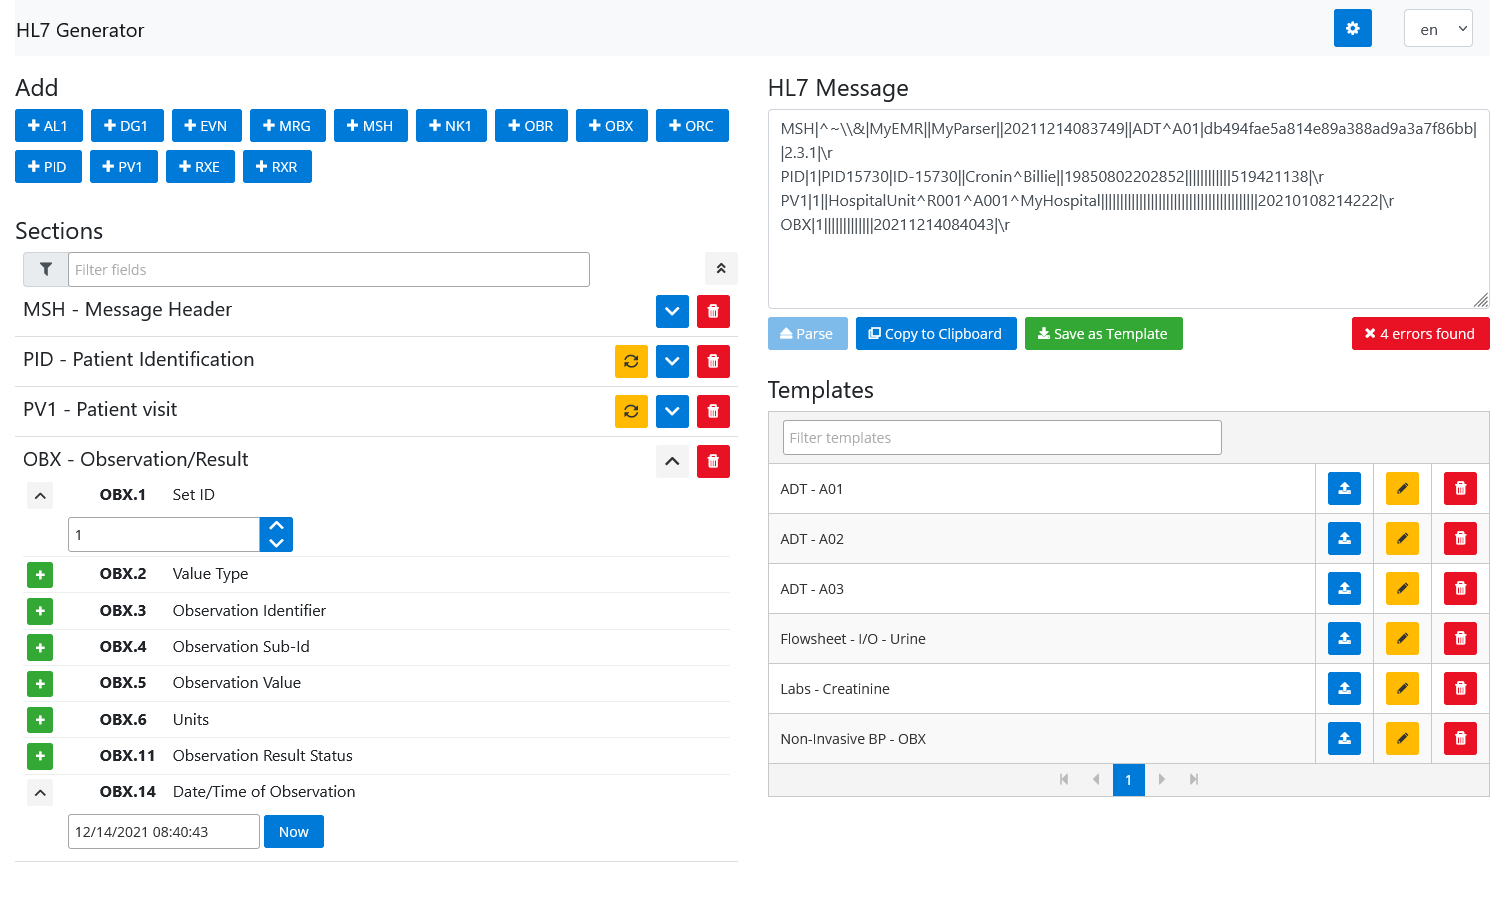 HL7 Generator
en
Add
AL1 DG1 EVN MRG MSH NK1 OBR OBX ORC
PID PV1 RXE RXR
Sections
Filter fields
MSH - Message Header
PID - Patient Identification
PV1 - Patient visit
OBX - Observation/Result
OBX.1 Set ID
1
OBX.2 Value Type
OBX.3 Observation Identifier
OBX.4 Observation Sub-Id
OBX.5 Observation Value
OBX.6 Units
OBX.11 Observation Result Status
OBX.14 Date/Time of Observation
12/14/2021 08:40:43 Now
HL7 Message
MSH|^~\\&|MyEMR||MyParser||20211214083749||ADT^A01|db494fae5a814e89a388ad9a3a7f86bb|
|2.3.1|\r
PID|1|PID15730|ID-15730||Cronin^Billie||19850802202852||||||||||||519421138|\r
PV1|1||HospitalUnit^R001^A001^MyHospital|||||||||||||||||||||||||||||||||||||||||20210108214222|\r
OBX|1|||||||||||||20211214084043|\r
Parse Copy to Clipboard Save as Template 4 errors found
Templates
Filter templates
ADT - A01
ADT - A02
ADT - A03
Flowsheet - I/O - Urine
Labs - Creatinine
Non-Invasive BP - OBX
1